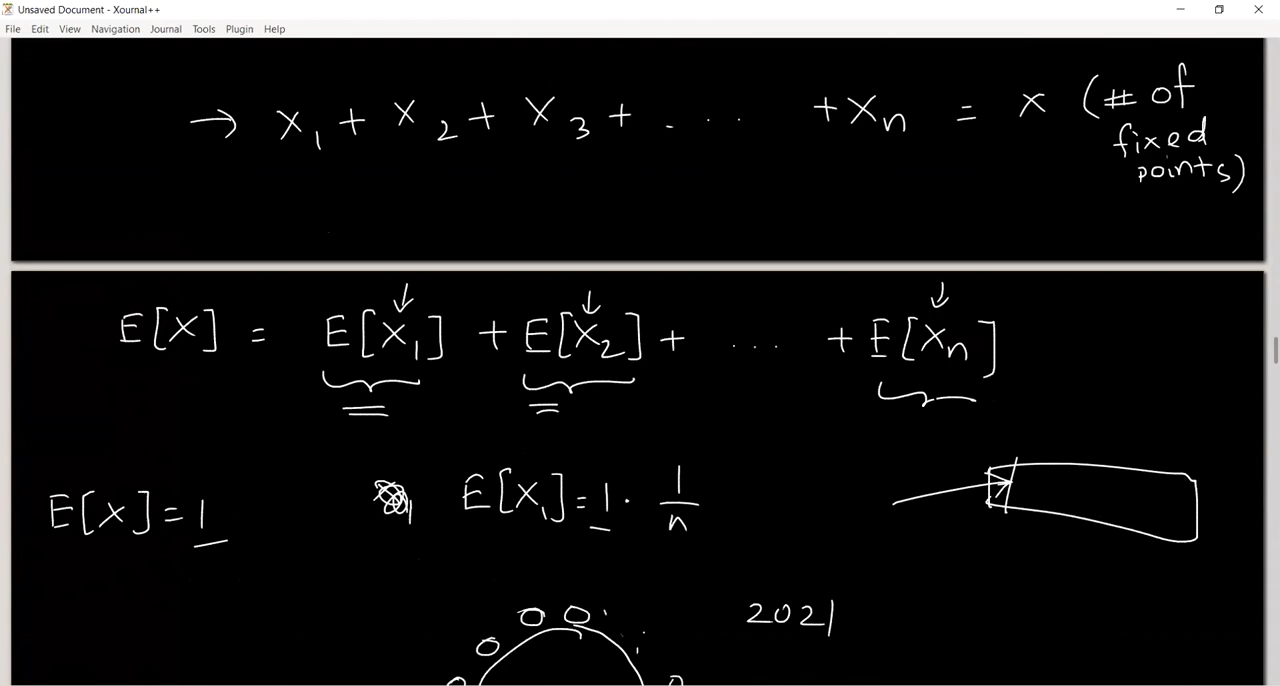 Unsaved Document - Xournal++
File Edit View Navigation Journal Tools Plugin Help
→ X₁ + X₂ + X₃ + . . . . + Xₙ = X (# of
fixed
points)
E[X] = E[X₁] + E[X₂] + . . . . + E[Xₙ]
E[X] = 1
E[X₁] = 1 · 1/n
2021